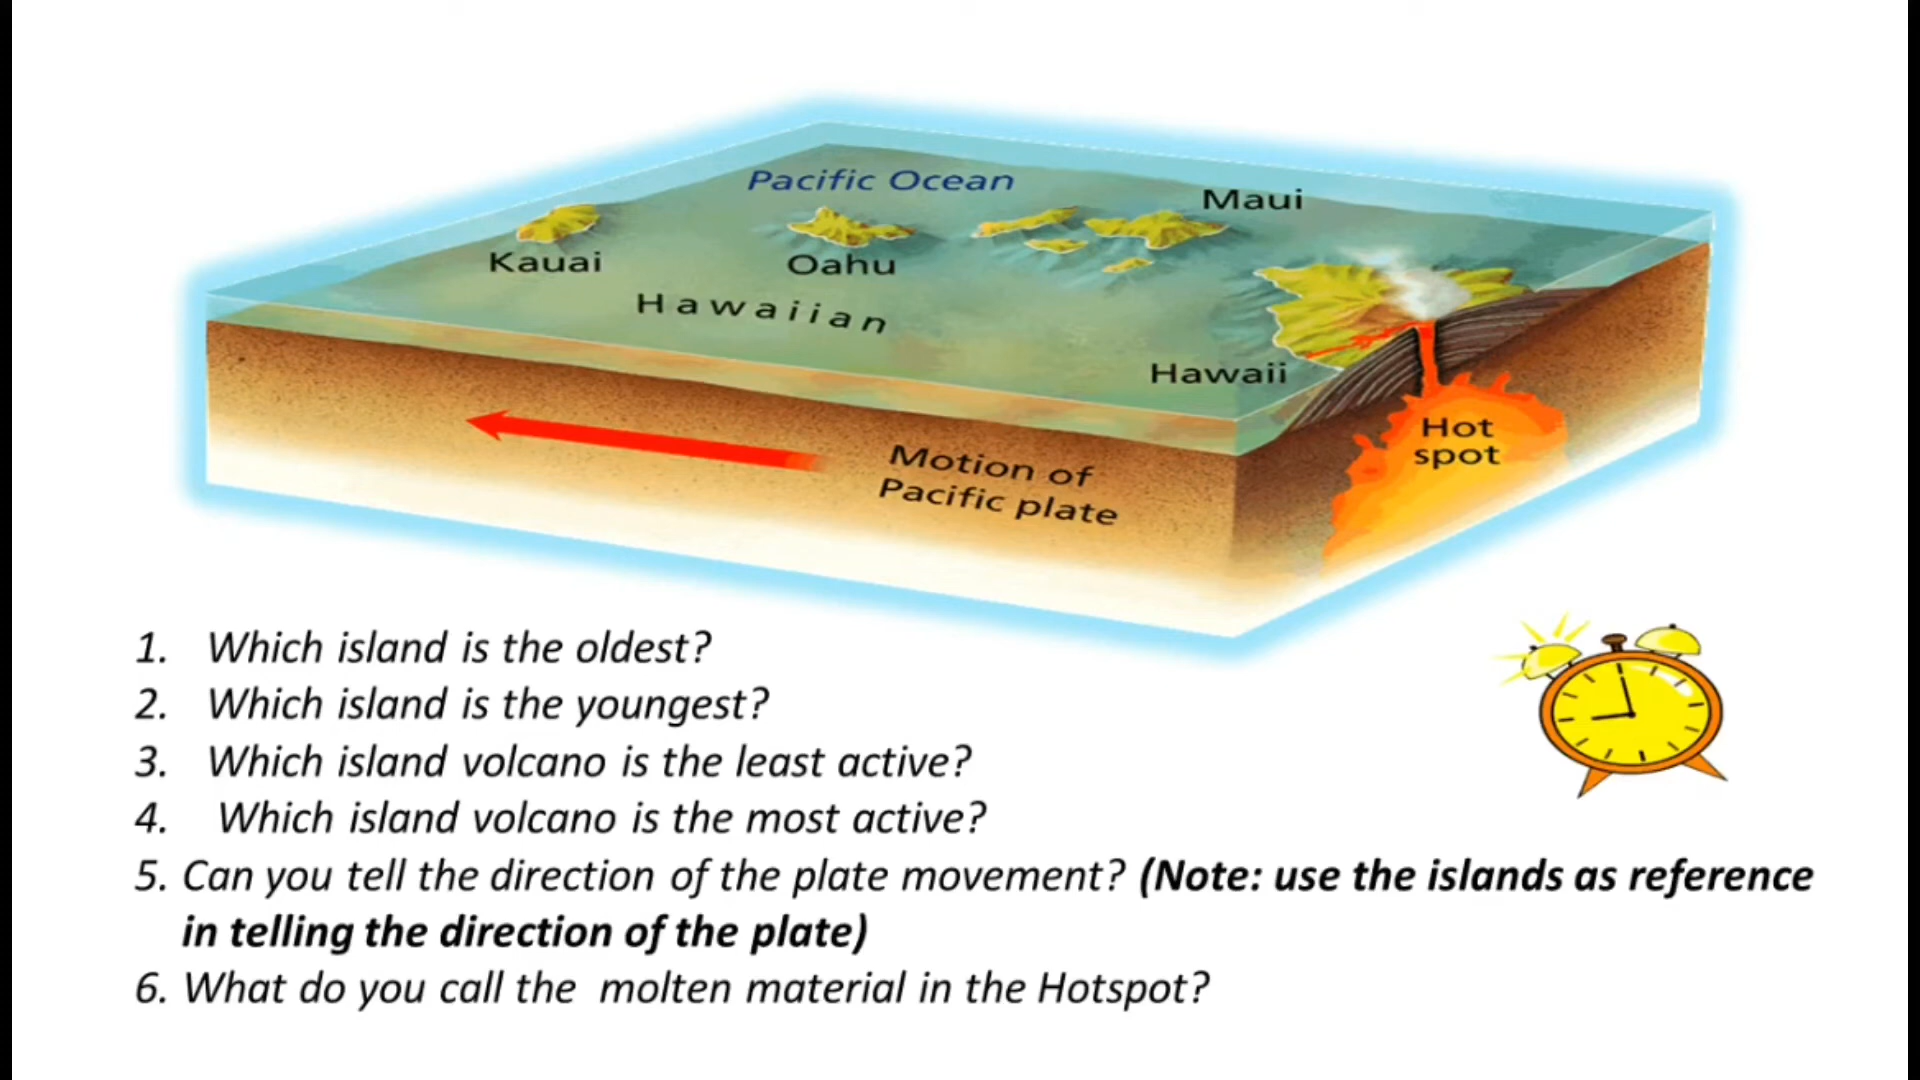 Pacific Ocean
Maui
Kauai
Oahu
Hawaiian
Hawaii
Hot
spot
Motion of
Pacific plate
1. Which island is the oldest?
2. Which island is the youngest?
3. Which island volcano is the least active?
4. Which island volcano is the most active?
5. Can you tell the direction of the plate movement? (Note: use the islands as reference
in telling the direction of the plate)
6. What do you call the molten material in the Hotspot?